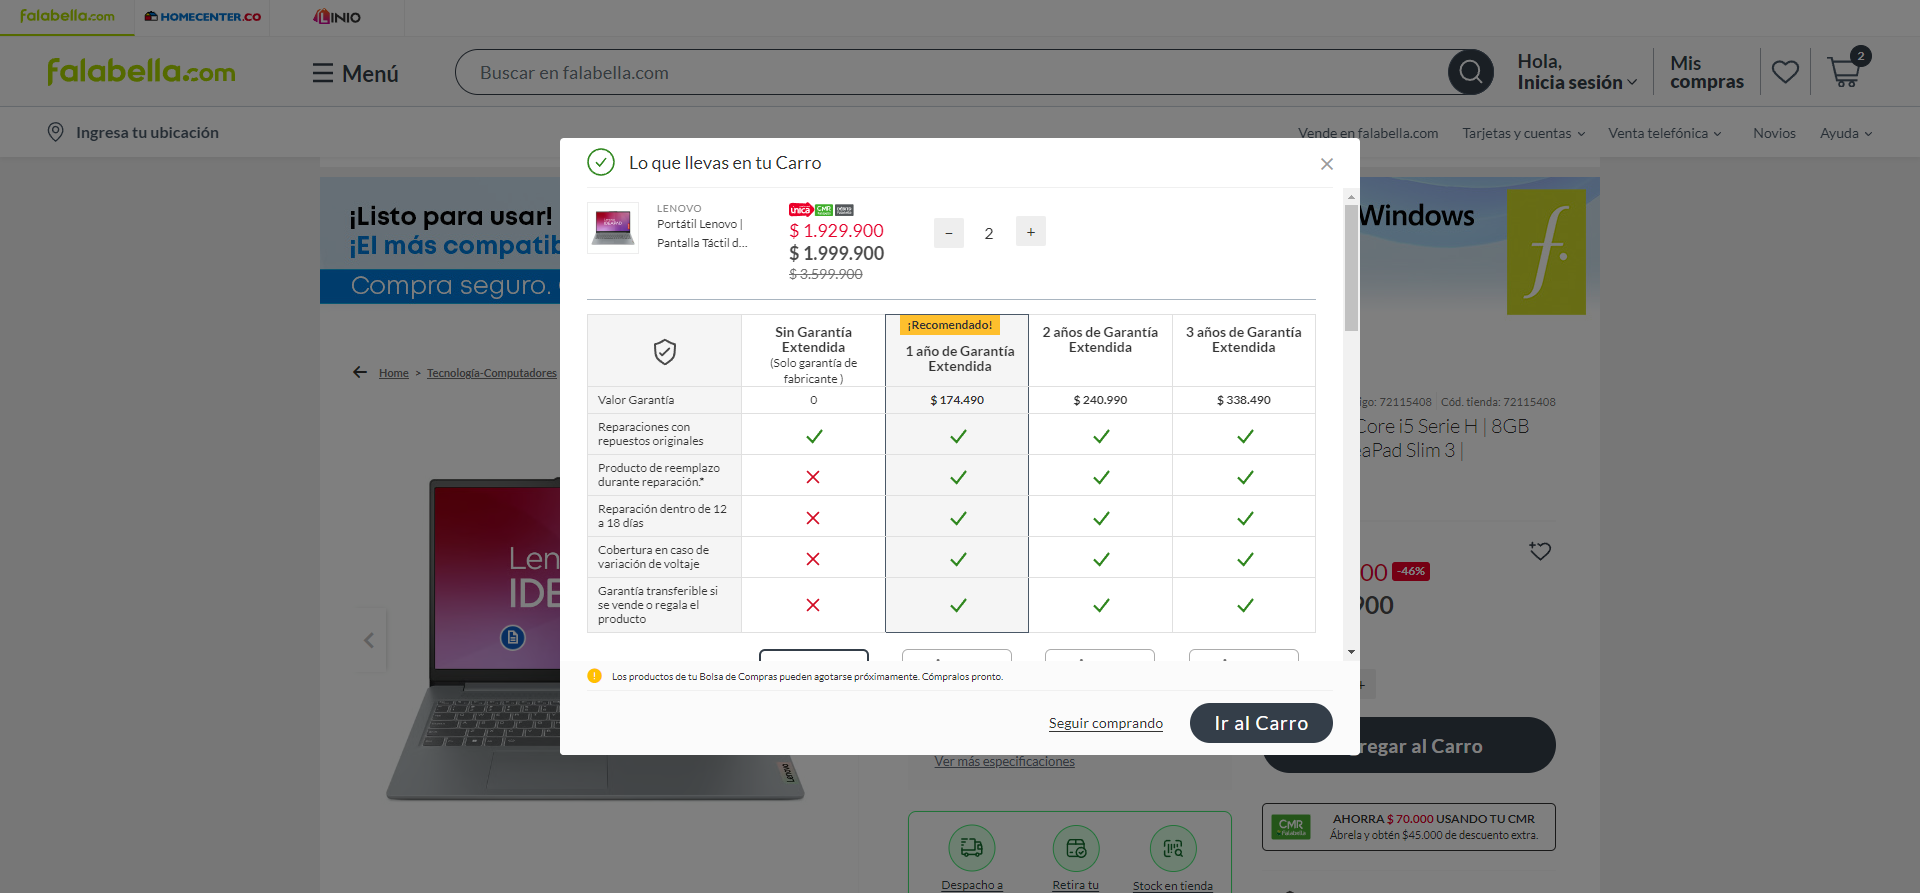 falabella.com
HOMECENTER.CO
LINIO
falabella.com
Menú
Buscar en falabella.com
Hola,
Inicia sesión
Mis
compras
2
Ingresa tu ubicación
Vende en falabella.com
Tarjetas y cuentas
Venta telefónica
Novios
Ayuda
¡Listo para usar!
¡El más compatib
Compra seguro.
Windows
f.
Home > Tecnología-Computadores
Lo que llevas en tu Carro
LENOVO
Portátil Lenovo |
Pantalla Táctil d...
única CMR
$ 1.929.900
$ 1.999.900
$ 3.599.900
−
2
+
Sin Garantía
Extendida
(Solo garantía de
fabricante )
¡Recomendado!
1 año de Garantía
Extendida
2 años de Garantía
Extendida
3 años de Garantía
Extendida
Valor Garantía
0
$ 174.490
$ 240.990
$ 338.490
Reparaciones con
repuestos originales
Producto de reemplazo
durante reparación.*
Reparación dentro de 12
a 18 días
Cobertura en caso de
variación de voltaje
Garantía transferible si
se vende o regala el
producto
Los productos de tu Bolsa de Compras pueden agotarse próximamente. Cómpralos pronto.
Seguir comprando
Ir al Carro
igo: 72115408
Cód. tienda: 72115408
Core i5 Serie H | 8GB
eaPad Slim 3 |
00 -46%
900
+
regar al Carro
Ver más especificaciones
CMR
AHORRA $ 70.000 USANDO TU CMR
Ábrela y obtén $45.000 de descuento extra.
Despacho a
Retira tu
Stock en tienda
Len
IDE
Lenovo